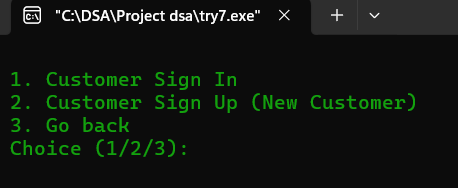 "C:\DSA\Project dsa\try7.exe"
1. Customer Sign In
2. Customer Sign Up (New Customer)
3. Go back
Choice (1/2/3):